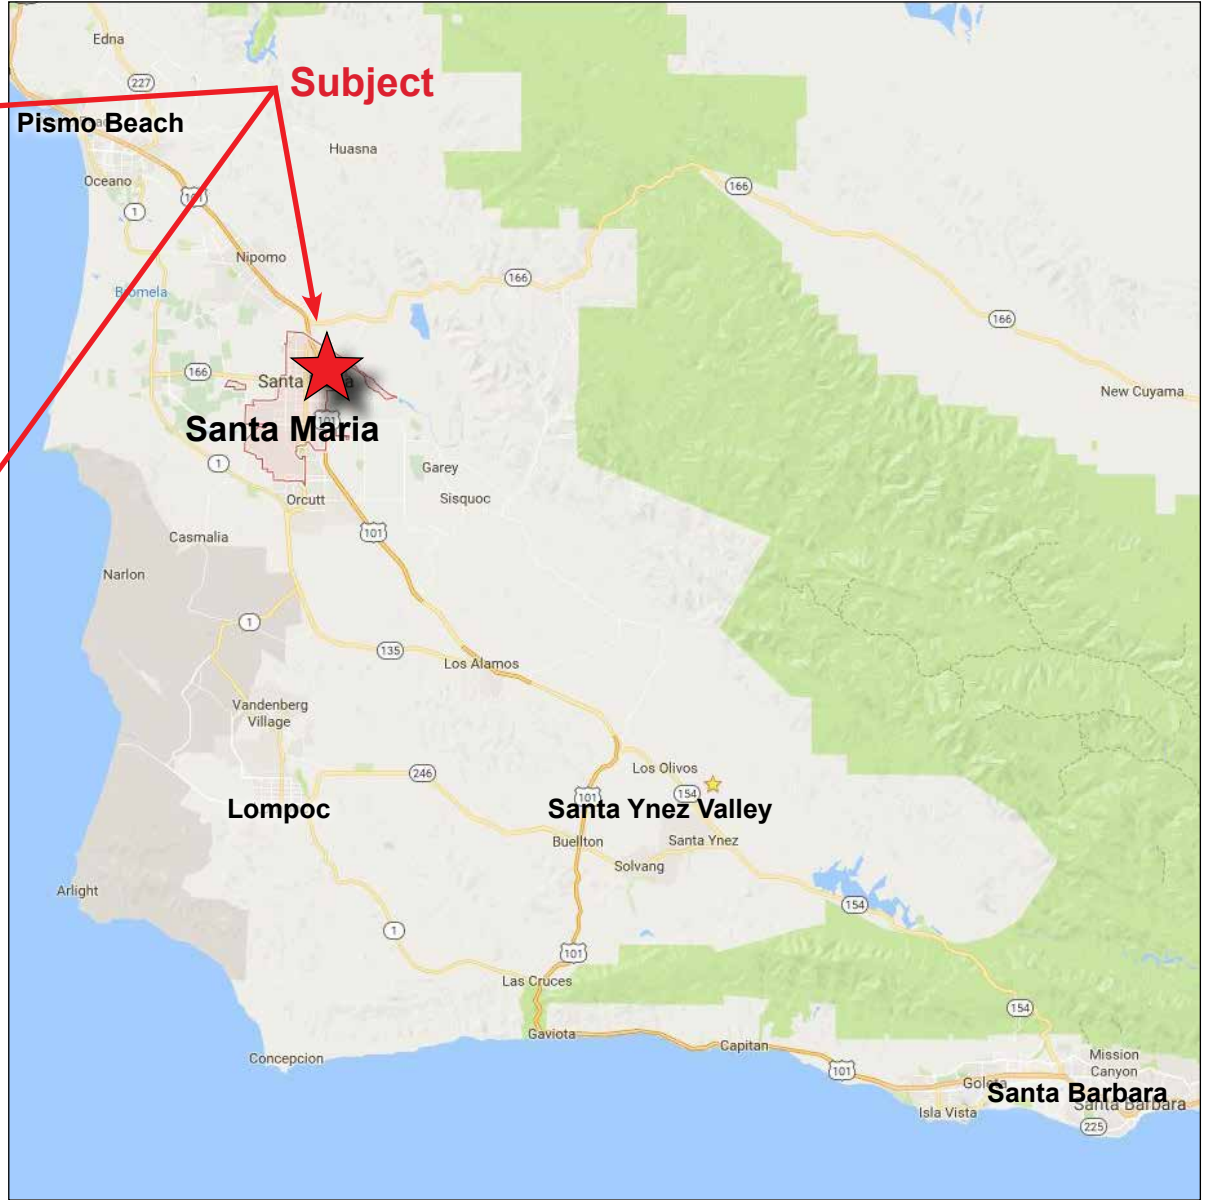 Edna
227
Subject
Pismo Beach
Huasna
Oceano
1
101
166
Nipomo
166
Bromela
166
166
Santa
Santa Maria
101
New Cuyama
1
Garey
Orcutt
Sisquoc
101
Casmalia
Narlon
1
135
Los Alamos
Vandenberg
Village
246
Los Olivos
154
101
Lompoc
Santa Ynez Valley
Buellton
Santa Ynez
Solvang
Arlight
154
1
101
Las Cruces
154
Gaviota
Capitan
Concepcion
101
Mission
Canyon
Goleta
Santa Barbara
Santa Barbara
Isla Vista
225